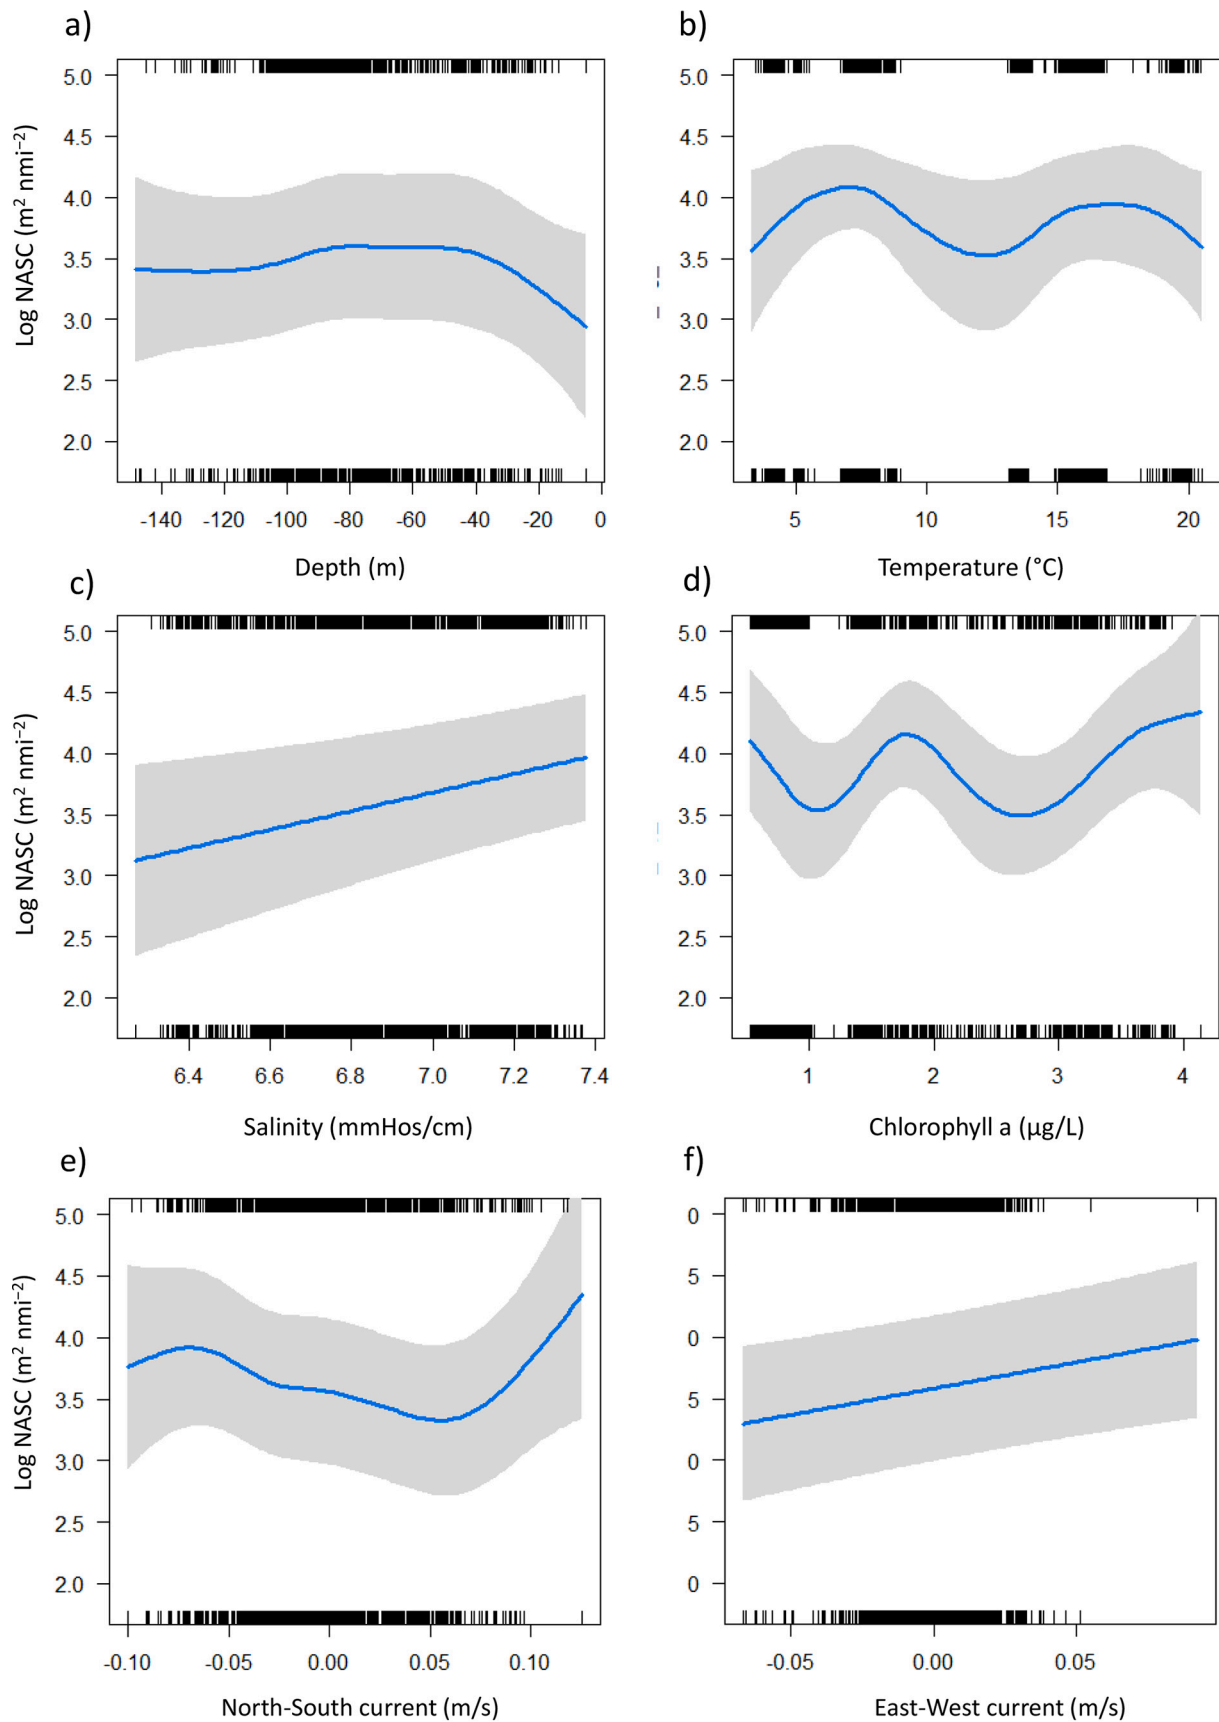 a)
b)
5.0
4.5
4.0
3.5
3.0
2.5
2.0
Log NASC (m² nmi⁻²)
-140 -120 -100 -80 -60 -40 -20 0
Depth (m)
5.0
4.5
4.0
3.5
3.0
2.5
2.0
5 10 15 20
Temperature (°C)
c)
d)
5.0
4.5
4.0
3.5
3.0
2.5
2.0
Log NASC (m² nmi⁻²)
6.4 6.6 6.8 7.0 7.2 7.4
Salinity (mmHos/cm)
5.0
4.5
4.0
3.5
3.0
2.5
2.0
1 2 3 4
Chlorophyll a (µg/L)
e)
f)
5.0
4.5
4.0
3.5
3.0
2.5
2.0
Log NASC (m² nmi⁻²)
-0.10 -0.05 0.00 0.05 0.10
North-South current (m/s)
0
5
0
5
0
5
0
-0.05 0.00 0.05
East-West current (m/s)